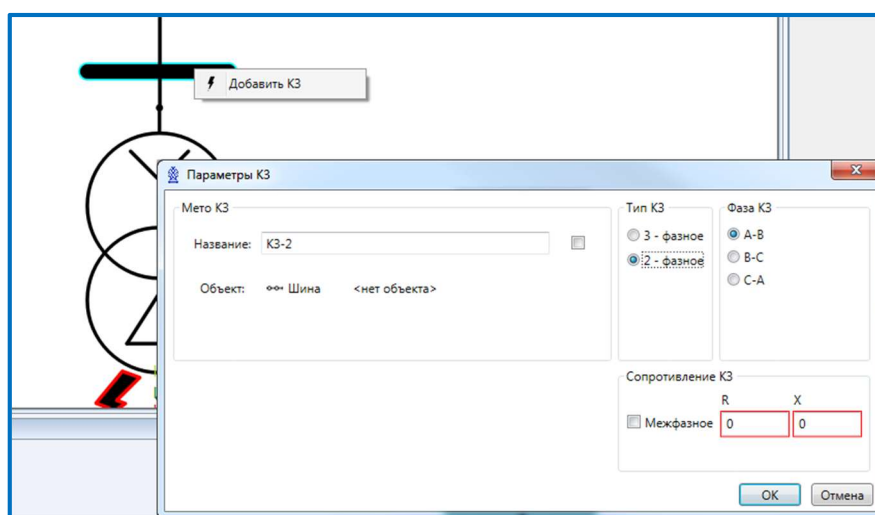 Добавить КЗ
Параметры КЗ
Мето КЗ
Название: КЗ-2
Объект: Шина <нет объекта>
Тип КЗ
3 - фазное
2 - фазное
Фаза КЗ
A-B
B-C
C-A
Сопротивление КЗ
R X
Межфазное 0 0
OK Отмена